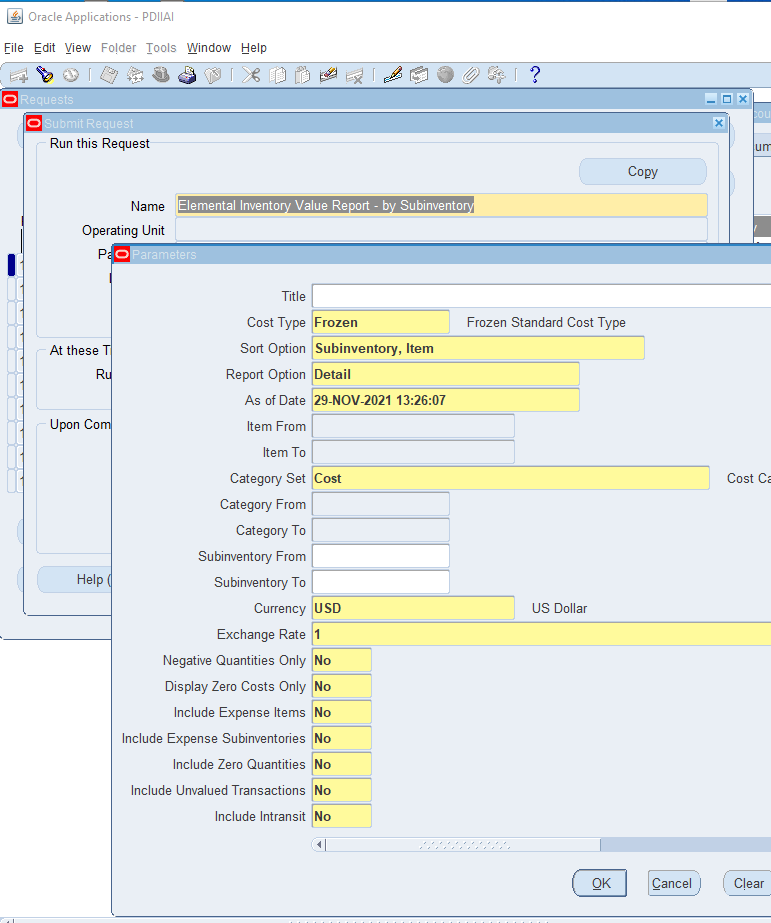 Oracle Applications - PDIIAI
File Edit View Folder Tools Window Help
Requests
Submit Request
Run this Request
Copy
Name Elemental Inventory Value Report - by Subinventory
Operating Unit
Parameters
Title
Cost Type Frozen Frozen Standard Cost Type
Sort Option Subinventory, Item
Report Option Detail
At these T
As of Date 29-NOV-2021 13:26:07
Item From
Upon Com
Item To
Category Set Cost Cost Ca
Category From
Category To
Subinventory From
Help (
Subinventory To
Currency USD US Dollar
Exchange Rate 1
Negative Quantities Only No
Display Zero Costs Only No
Include Expense Items No
Include Expense Subinventories No
Include Zero Quantities No
Include Unvalued Transactions No
Include Intransit No
OK Cancel Clear